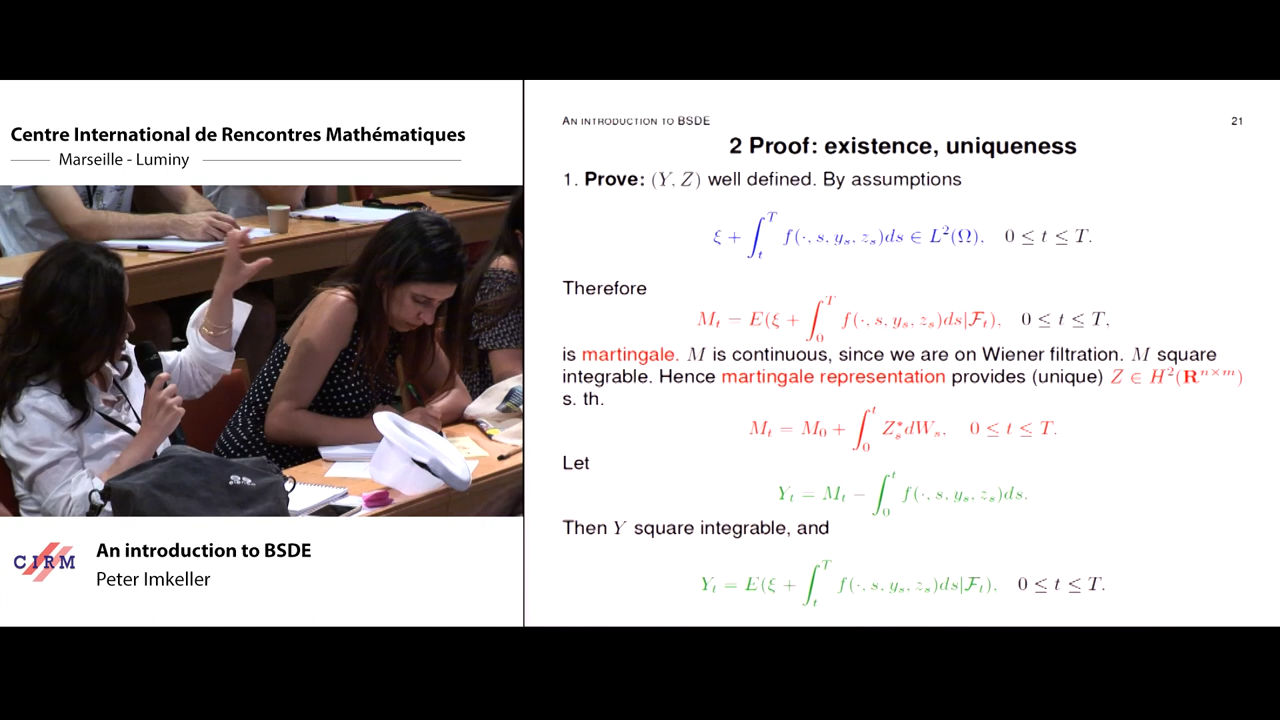 Centre International de Rencontres Mathématiques
Marseille - Luminy
CIRM
An introduction to BSDE
Peter Imkeller
AN INTRODUCTION TO BSDE 21
2 Proof: existence, uniqueness
1. Prove: (Y, Z) well defined. By assumptions
ξ + ∫_t^T f(·, s, y_s, z_s)ds ∈ L²(Ω), 0 ≤ t ≤ T.
Therefore
M_t = E(ξ + ∫_0^T f(·, s, y_s, z_s)ds|F_t), 0 ≤ t ≤ T,
is martingale. M is continuous, since we are on Wiener filtration. M square
integrable. Hence martingale representation provides (unique) Z ∈ H²(R^{n×m})
s. th.
M_t = M_0 + ∫_0^t Z_s^* dW_s, 0 ≤ t ≤ T.
Let
Y_t = M_t − ∫_0^t f(·, s, y_s, z_s)ds.
Then Y square integrable, and
Y_t = E(ξ + ∫_t^T f(·, s, y_s, z_s)ds|F_t), 0 ≤ t ≤ T.